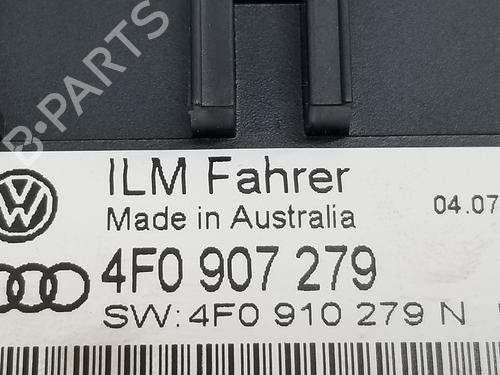 B-PARTS
ILM Fahrer
Made in Australia
04.07
4F0 907 279
SW: 4F0 910 279 N